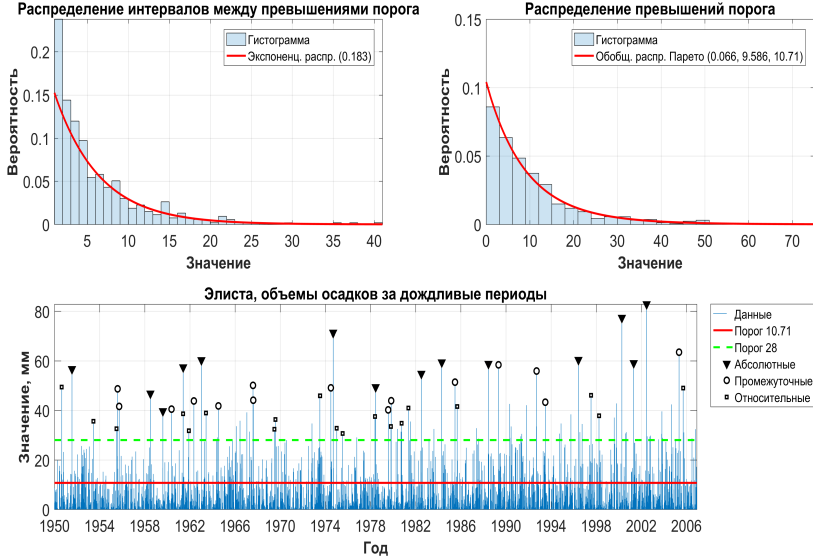 Распределение интервалов между превышениями порога
Вероятность
0.2
0.15
0.1
0.05
0
Гистограмма
Экспоненц. распр. (0.183)
5 10 15 20 25 30 35 40
Значение
Распределение превышений порога
Вероятность
0.15
0.1
0.05
0
Гистограмма
Обобщ. распр. Парето (0.066, 9.586, 10.71)
0 10 20 30 40 50 60 70
Значение
Элиста, объемы осадков за дождливые периоды
Значение, мм
80
60
40
20
0
1950 1954 1958 1962 1966 1970 1974 1978 1982 1986 1990 1994 1998 2002 2006
Год
Данные
Порог 10.71
Порог 28
Абсолютные
Промежуточные
Относительные